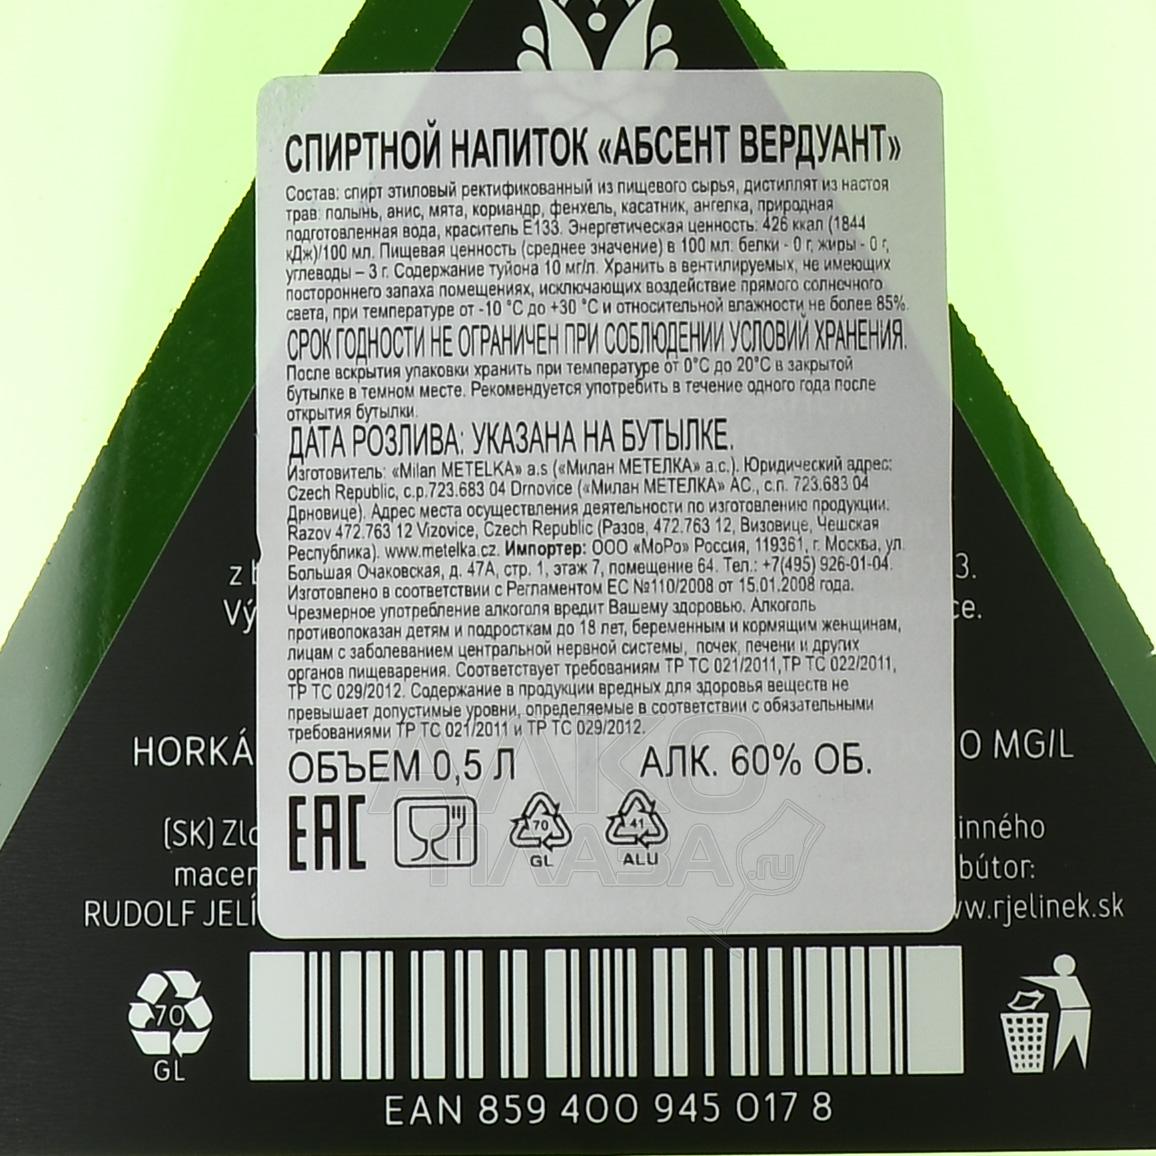 СПИРТНОЙ НАПИТОК «АБСЕНТ ВЕРДУАНТ»
Состав: спирт этиловый ректификованный из пищевого сырья, дистиллят из настоя
трав: полынь, анис, мята, кориандр, фенхель, касатник, ангелка, природная
подготовленная вода, краситель Е133. Энергетическая ценность: 426 ккал (1844
кДж)/100 мл. Пищевая ценность (среднее значение) в 100 мл: белки - 0 г, жиры - 0 г,
углеводы – 3 г. Содержание туйона 10 мг/л. Хранить в вентилируемых, не имеющих
постороннего запаха помещениях, исключающих воздействие прямого солнечного
света, при температуре от -10 °С до +30 °С и относительной влажности не более 85%.
СРОК ГОДНОСТИ НЕ ОГРАНИЧЕН ПРИ СОБЛЮДЕНИИ УСЛОВИЙ ХРАНЕНИЯ.
После вскрытия упаковки хранить при температуре от 0°С до 20°С в закрытой
бутылке в темном месте. Рекомендуется употребить в течение одного года после
открытия бутылки.
ДАТА РОЗЛИВА: УКАЗАНА НА БУТЫЛКЕ.
Изготовитель: «Milan METELKA» a.s («Милан МЕТЕЛКА» а.с.). Юридический адрес:
Czech Republic, c.p.723.683 04 Drnovice («Милан МЕТЕЛКА» АС., с.п. 723.683 04
Дрновице). Адрес места осуществления деятельности по изготовлению продукции:
Razov 472.763 12 Vizovice, Czech Republic (Разов, 472.763 12, Визовице, Чешская
Республика). www.metelka.cz. Импортер: ООО «МоРо» Россия, 119361, г. Москва, ул.
Большая Очаковская, д. 47А, стр. 1, этаж 7, помещение 64. Тел.: +7(495) 926-01-04.
Изготовлено в соответствии с Регламентом ЕС №110/2008 от 15.01.2008 года.
Чрезмерное употребление алкоголя вредит Вашему здоровью. Алкоголь
противопоказан детям и подросткам до 18 лет, беременным и кормящим женщинам,
лицам с заболеванием центральной нервной системы, почек, печени и других
органов пищеварения. Соответствует требованиям ТР ТС 021/2011,ТР ТС 022/2011,
ТР ТС 029/2012. Содержание в продукции вредных для здоровья веществ не
превышает допустимые уровни, определяемые в соответствии с обязательными
требованиями ТР ТС 021/2011 и ТР ТС 029/2012.
ОБЪЕМ 0,5 Л АЛК. 60% ОБ.
EAC 70 41
GL ALU
z 3.
Vý ce.
HORKÁ 0 MG/L
(SK) Zlo inného
macer bútor:
RUDOLF JELÍ www.rjelinek.sk
АЛКО
ПЛАЗА.ru
70
GL
EAN 859 400 945 017 8